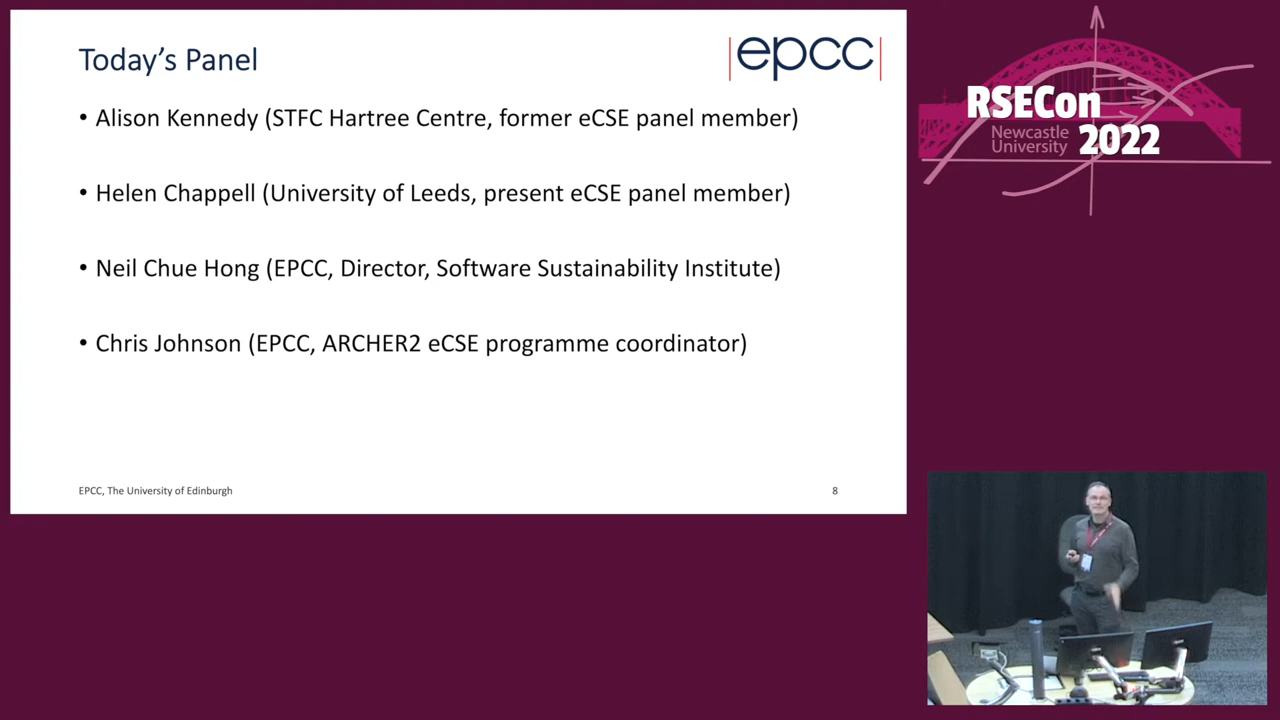 Today's Panel
|epcc|
• Alison Kennedy (STFC Hartree Centre, former eCSE panel member)
• Helen Chappell (University of Leeds, present eCSE panel member)
• Neil Chue Hong (EPCC, Director, Software Sustainability Institute)
• Chris Johnson (EPCC, ARCHER2 eCSE programme coordinator)
EPCC, The University of Edinburgh
8
RSECon
Newcastle
University
2022